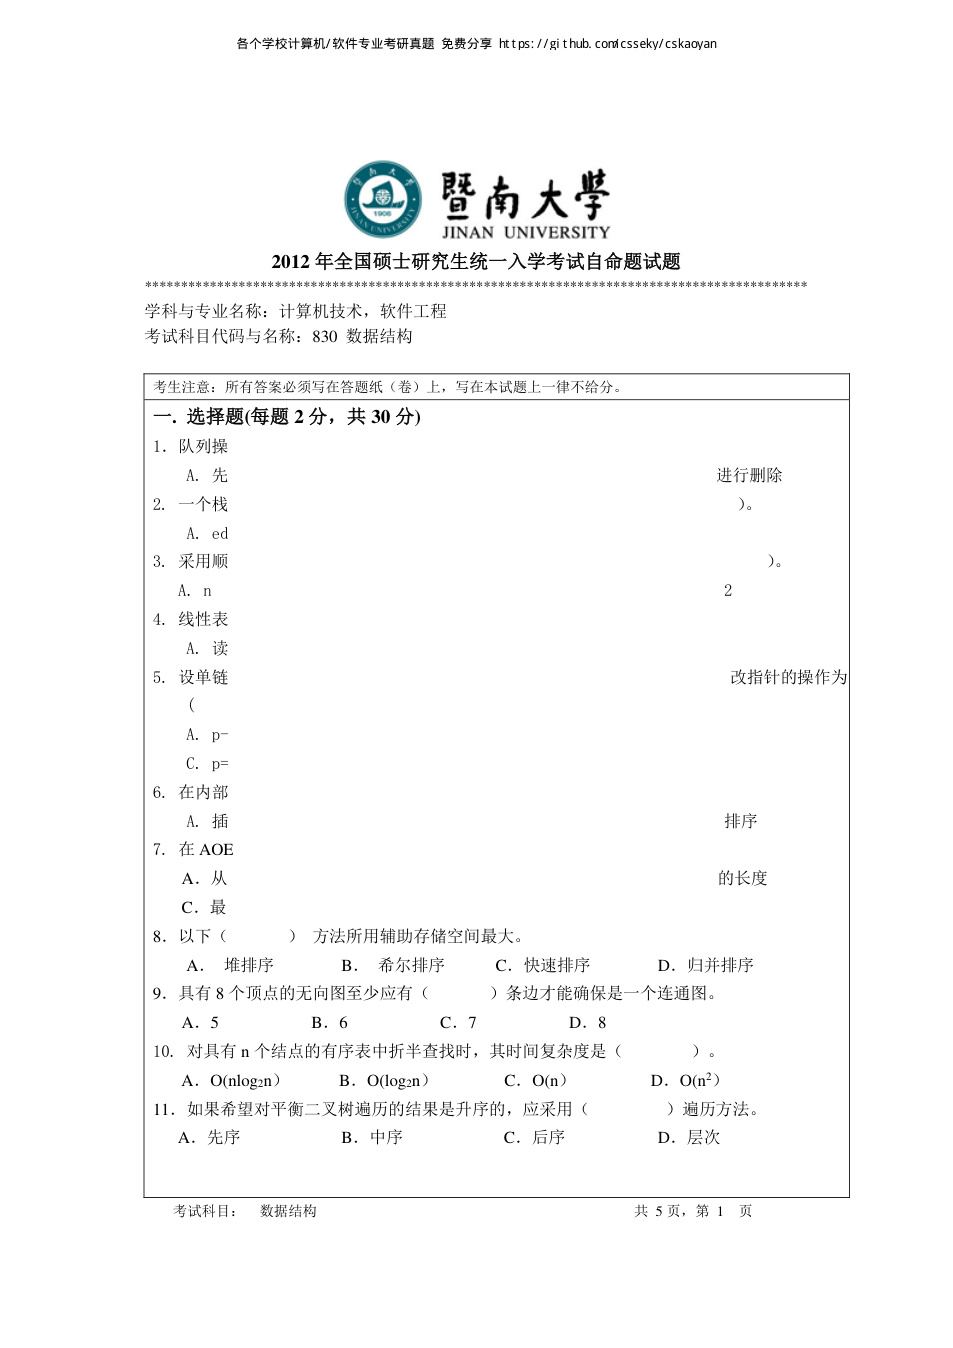 各个学校计算机/软件专业考研真题 免费分享 https://github.com/csseky/cskaoyan
暨南大学
1906
JINAN UNIVERSITY
2012 年全国硕士研究生统一入学考试自命题试题
********************************************************************************************
学科与专业名称：计算机技术，软件工程
考试科目代码与名称：830 数据结构
考生注意：所有答案必须写在答题纸（卷）上，写在本试题上一律不给分。
一. 选择题(每题 2 分，共 30 分)
1．队列操
A. 先 进行删除
2. 一个栈 )。
A. ed
3. 采用顺 )。
A. n 2
4. 线性表
A. 读
5. 设单链 改指针的操作为
（
A. p-
C. p=
6. 在内部
A. 插 排序
7. 在 AOE
A．从 的长度
C．最
8．以下（ ） 方法所用辅助存储空间最大。
A． 堆排序 B． 希尔排序 C．快速排序 D．归并排序
9．具有 8 个顶点的无向图至少应有（ ）条边才能确保是一个连通图。
A．5 B．6 C．7 D．8
10. 对具有 n 个结点的有序表中折半查找时，其时间复杂度是（ ）。
A．O(nlog₂n） B．O(log₂n） C．O(n） D．O(n²）
11．如果希望对平衡二叉树遍历的结果是升序的，应采用（ ）遍历方法。
A．先序 B．中序 C．后序 D．层次
考试科目： 数据结构 共 5 页，第 1 页